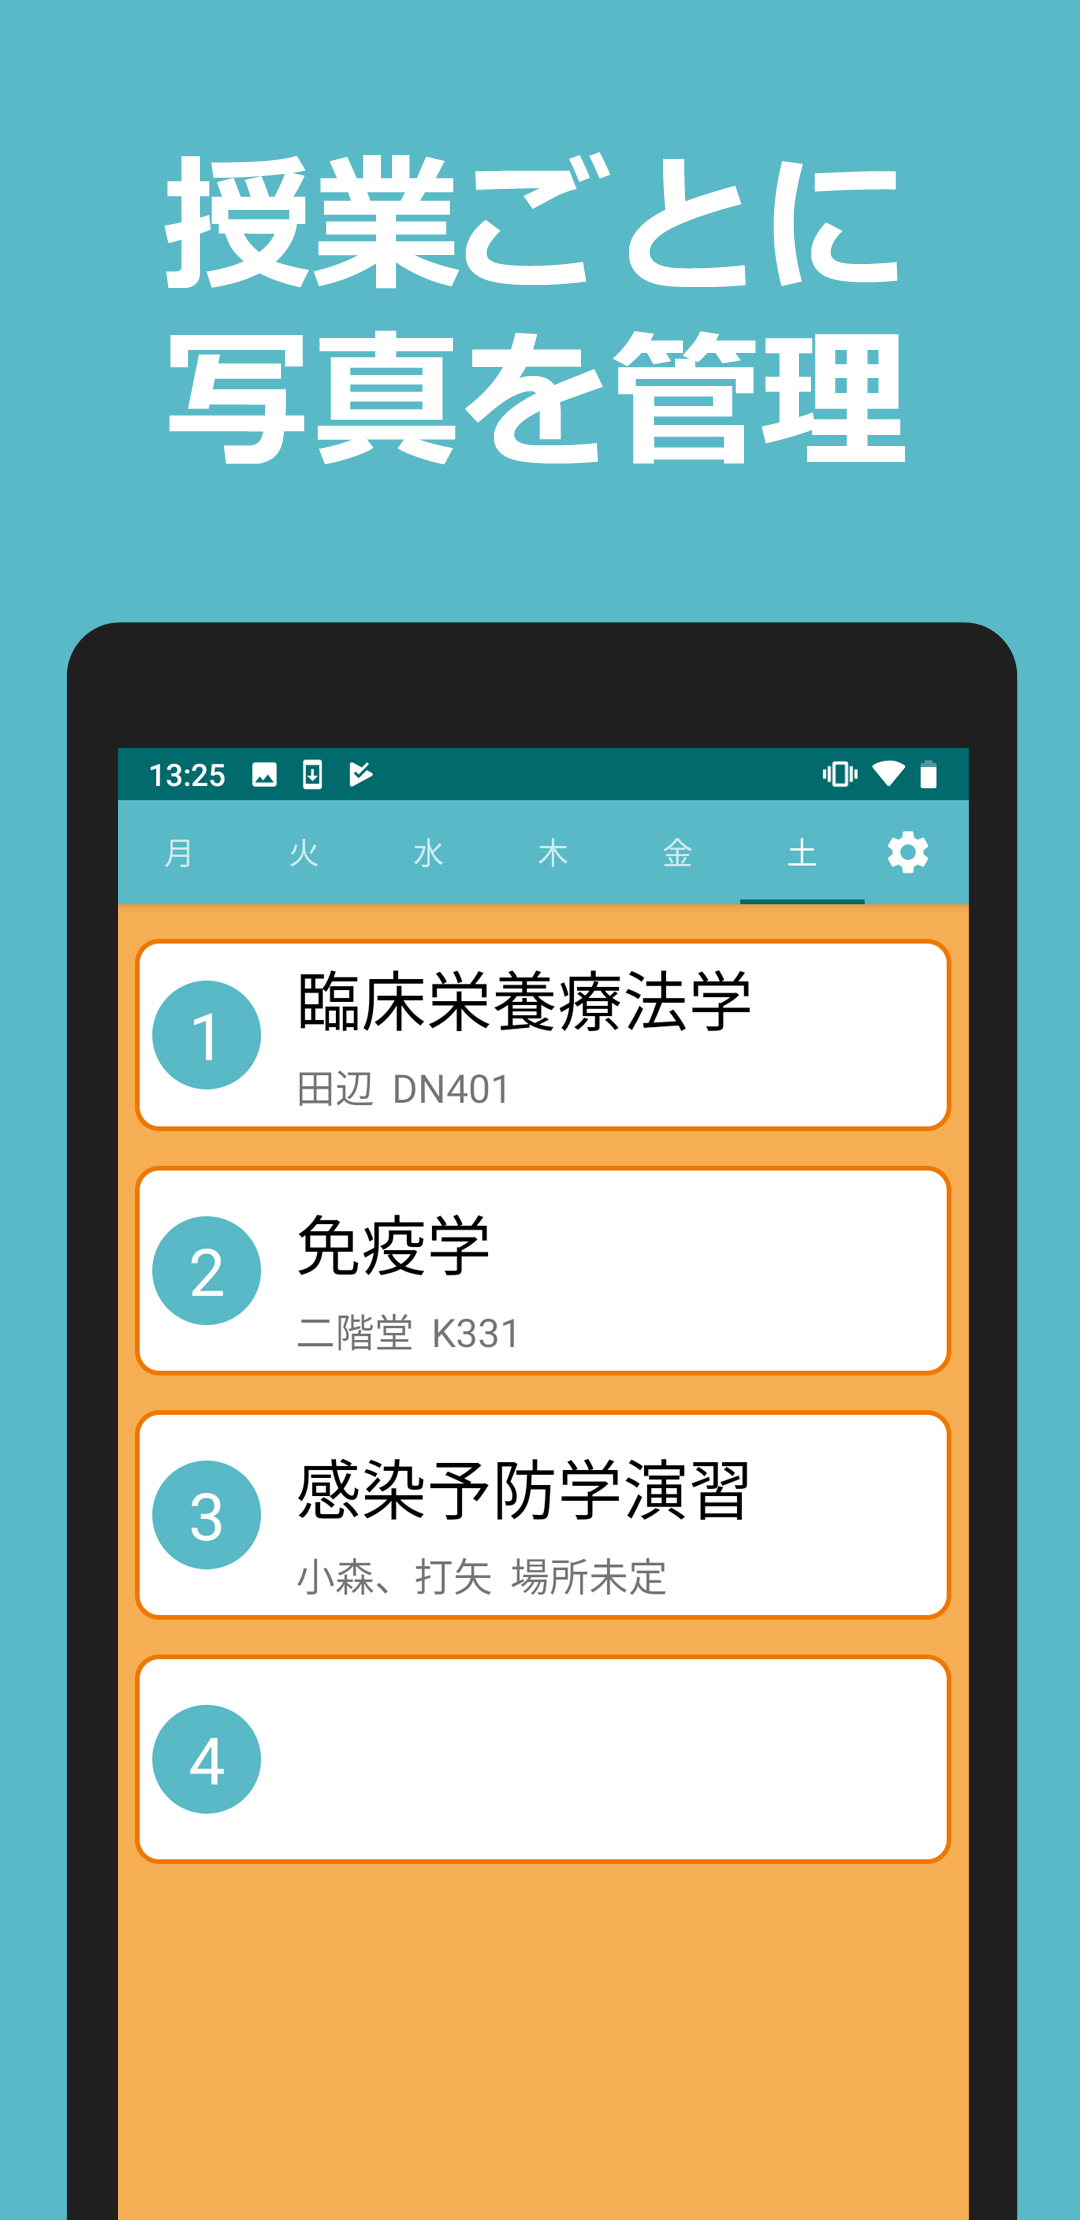 授業ごとに
写真を管理
13:25
月 火 水 木 金 土
1
臨床栄養療法学
田辺 DN401
2
免疫学
二階堂 K331
3
感染予防学演習
小森、打矢 場所未定
4